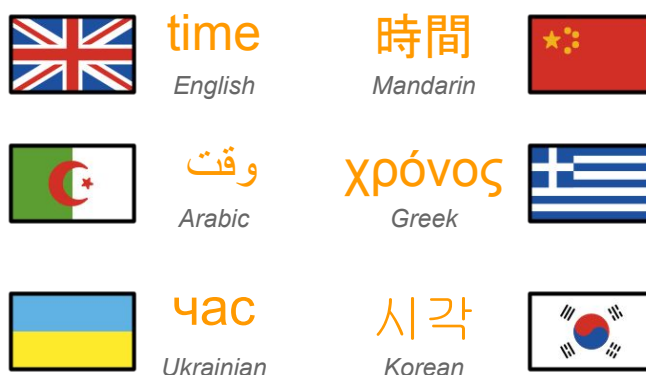 time 時間
English Mandarin
وقت χρόνος
Arabic Greek
час 시각
Ukrainian Korean